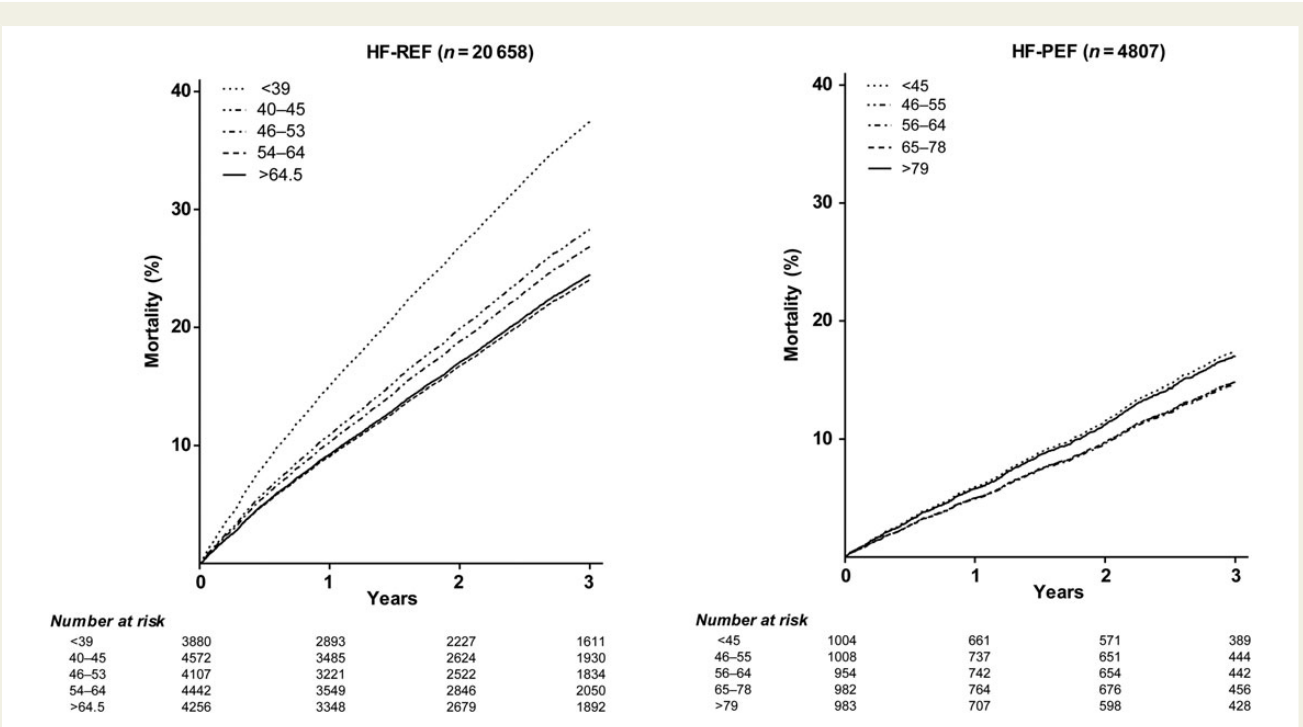 HF-REF (n = 20 658)
40
30
20
10
Mortality (%)
<39
40–45
46–53
54–64
>64.5
0 1 2 3
Years
Number at risk
<39 3880 2893 2227 1611
40–45 4572 3485 2624 1930
46–53 4107 3221 2522 1834
54–64 4442 3549 2846 2050
>64.5 4256 3348 2679 1892
HF-PEF (n = 4807)
40
30
20
10
Mortality (%)
<45
46–55
56–64
65–78
>79
0 1 2 3
Years
Number at risk
<45 1004 661 571 389
46–55 1008 737 651 444
56–64 954 742 654 442
65–78 982 764 676 456
>79 983 707 598 428